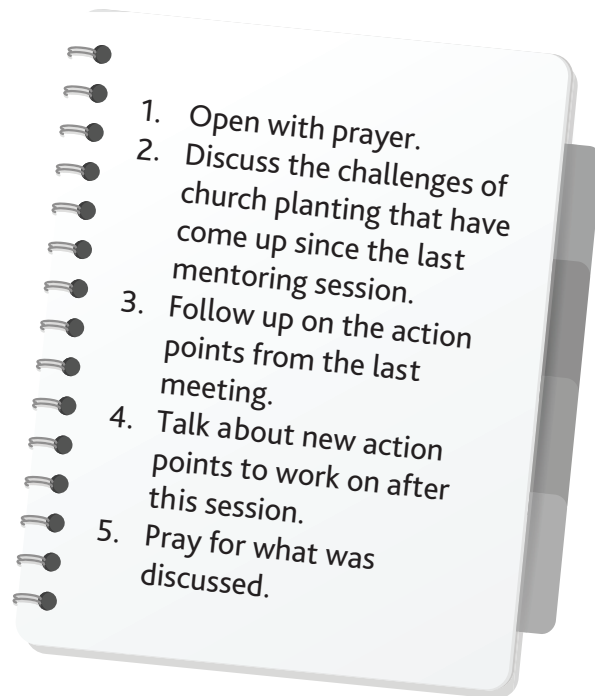 1. Open with prayer.
2. Discuss the challenges of
church planting that have
come up since the last
mentoring session.
3. Follow up on the action
points from the last
meeting.
4. Talk about new action
points to work on after
this session.
5. Pray for what was
discussed.